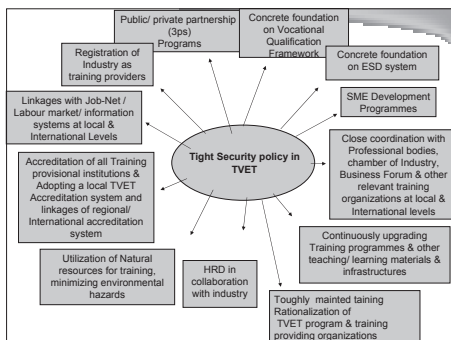 Public/ private partnership
(3ps)
Programs
Concrete foundation
on Vocational
Qualification
Framework
Concrete foundation
on ESD system
Registration of
Industry as
training providers
SME Development
Programmes
Linkages with Job-Net /
Labour market/ information
systems at local &
International Levels
Tight Security policy in
TVET
Close coordination with
Professional bodies,
chamber of Industry,
Business Forum & other
relevant training
organizations at local &
International levels
Accreditation of all Training
provisional institutions &
Adopting a local TVET
Accreditation system and
linkages of regional/
International accreditation
system
Continuously upgrading
Training programmes & other
teaching/ learning materials &
infrastructures
Utilization of Natural
resources for training,
minimizing environmental
hazards
HRD in
collaboration
with industry
Toughly mainted taining
Rationalization of
TVET program & training
providing organizations